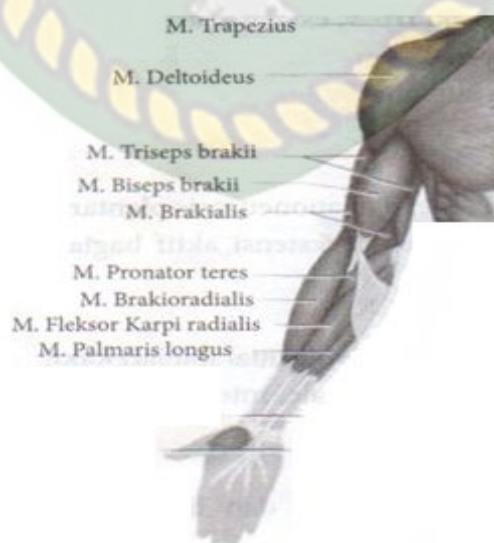 M. Trapezius
M. Deltoideus
M. Triseps brakii
M. Biseps brakii
M. Brakialis
M. Pronator teres
M. Brakioradialis
M. Fleksor Karpi radialis
M. Palmaris longus